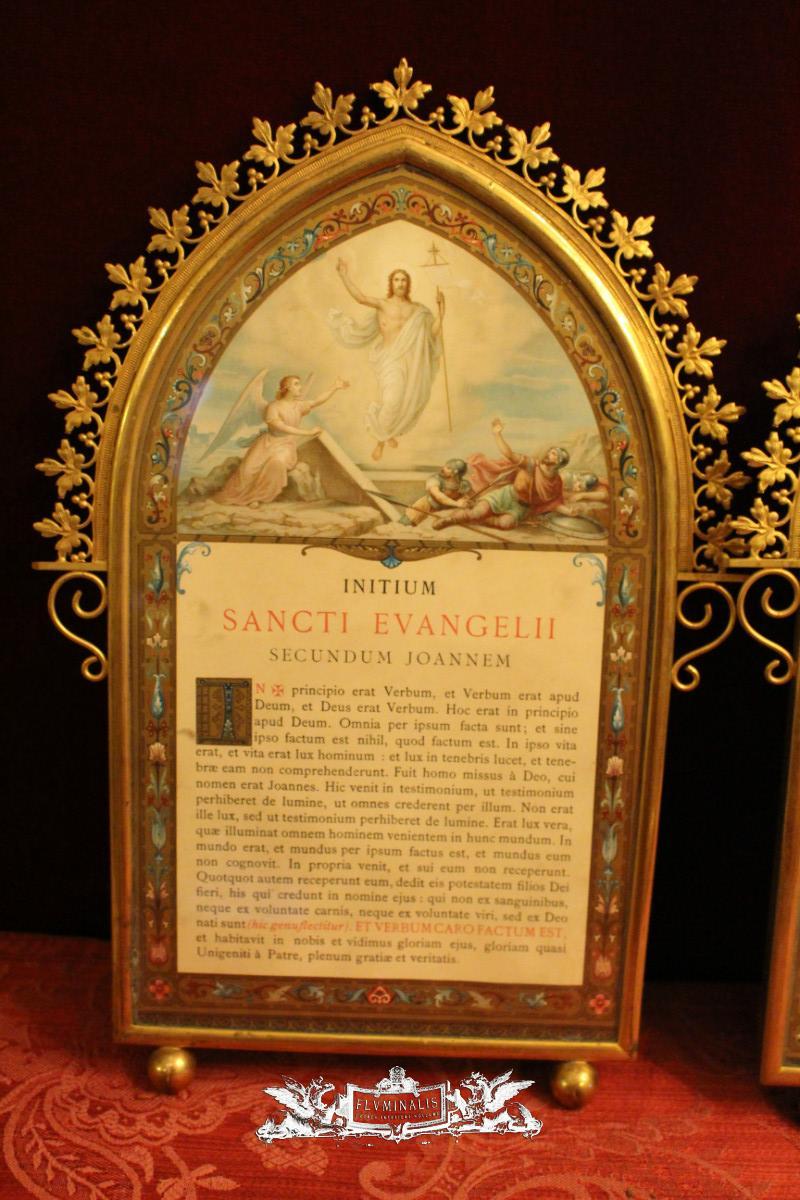 INITIUM
SANCTI EVANGELII
SECUNDUM JOANNEM
IN ✠ principio erat Verbum, et Verbum erat apud
Deum, et Deus erat Verbum. Hoc erat in principio
apud Deum. Omnia per ipsum facta sunt; et sine
ipso factum est nihil, quod factum est. In ipso vita
erat, et vita erat lux hominum : et lux in tenebris lucet, et tene-
bræ eam non comprehenderunt. Fuit homo missus à Deo, cui
nomen erat Joannes. Hic venit in testimonium, ut testimonium
perhiberet de lumine, ut omnes crederent per illum. Non erat
ille lux, sed ut testimonium perhiberet de lumine. Erat lux vera,
quæ illuminat omnem hominem venientem in hunc mundum. In
mundo erat, et mundus per ipsum factus est, et mundus eum
non cognovit. In propria venit, et sui eum non receperunt.
Quotquot autem receperunt eum, dedit eis potestatem filios Dei
fieri, his qui credunt in nomine ejus : qui non ex sanguinibus,
neque ex voluntate carnis, neque ex voluntate viri, sed ex Deo
nati sunt (hic genuflectitur). ET VERBUM CARO FACTUM EST,
et habitavit in nobis et vidimus gloriam ejus, gloriam quasi
Unigeniti à Patre, plenum gratiæ et veritatis.
FLVMINALIS